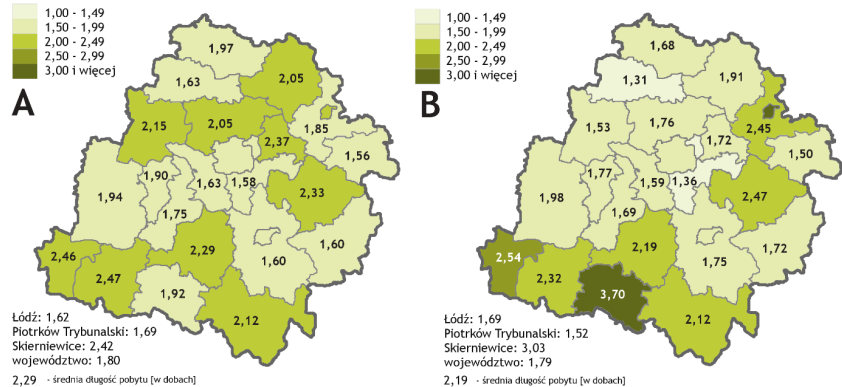 1,00 - 1,49
1,50 - 1,99
2,00 - 2,49
2,50 - 2,99
3,00 i więcej
A
1,97
1,63
2,05
2,15
2,05
2,37
1,85
1,56
1,94
1,90
1,63
1,58
2,33
1,75
2,29
1,60
1,60
2,46
2,47
1,92
2,12
Łódź: 1,62
Piotrków Trybunalski: 1,69
Skierniewice: 2,42
województwo: 1,80
2,29 - średnia długość pobytu [w dobach]
1,00 - 1,49
1,50 - 1,99
2,00 - 2,49
2,50 - 2,99
3,00 i więcej
B
1,68
1,31
1,91
1,53
1,76
1,72
2,45
1,50
1,98
1,77
1,59
1,36
2,47
1,69
2,19
1,75
1,72
2,54
2,32
3,70
2,12
Łódź: 1,69
Piotrków Trybunalski: 1,52
Skierniewice: 3,03
województwo: 1,79
2,19 - średnia długość pobytu [w dobach]